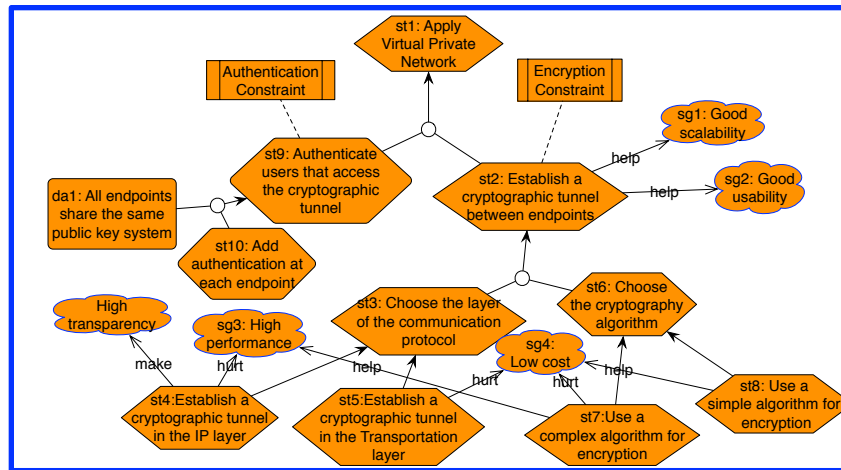 st1: Apply
Virtual Private
Network
Authentication
Constraint
Encryption
Constraint
sg1: Good
scalability
help
st9: Authenticate
users that access
the cryptographic
tunnel
st2: Establish a
cryptographic tunnel
between endpoints
help
sg2: Good
usability
da1: All endpoints
share the same
public key system
st10: Add
authentication at
each endpoint
st6: Choose
the cryptography
algorithm
st3: Choose the layer
of the communication
protocol
High
transparency
sg3: High
performance
sg4:
Low cost
make
hurt
help
hurt
hurt
help
st4:Establish a
cryptographic tunnel
in the IP layer
st5:Establish a
cryptographic tunnel
in the Transportation
layer
st7:Use a
complex algorithm for
encryption
st8: Use a
simple algorithm for
encryption